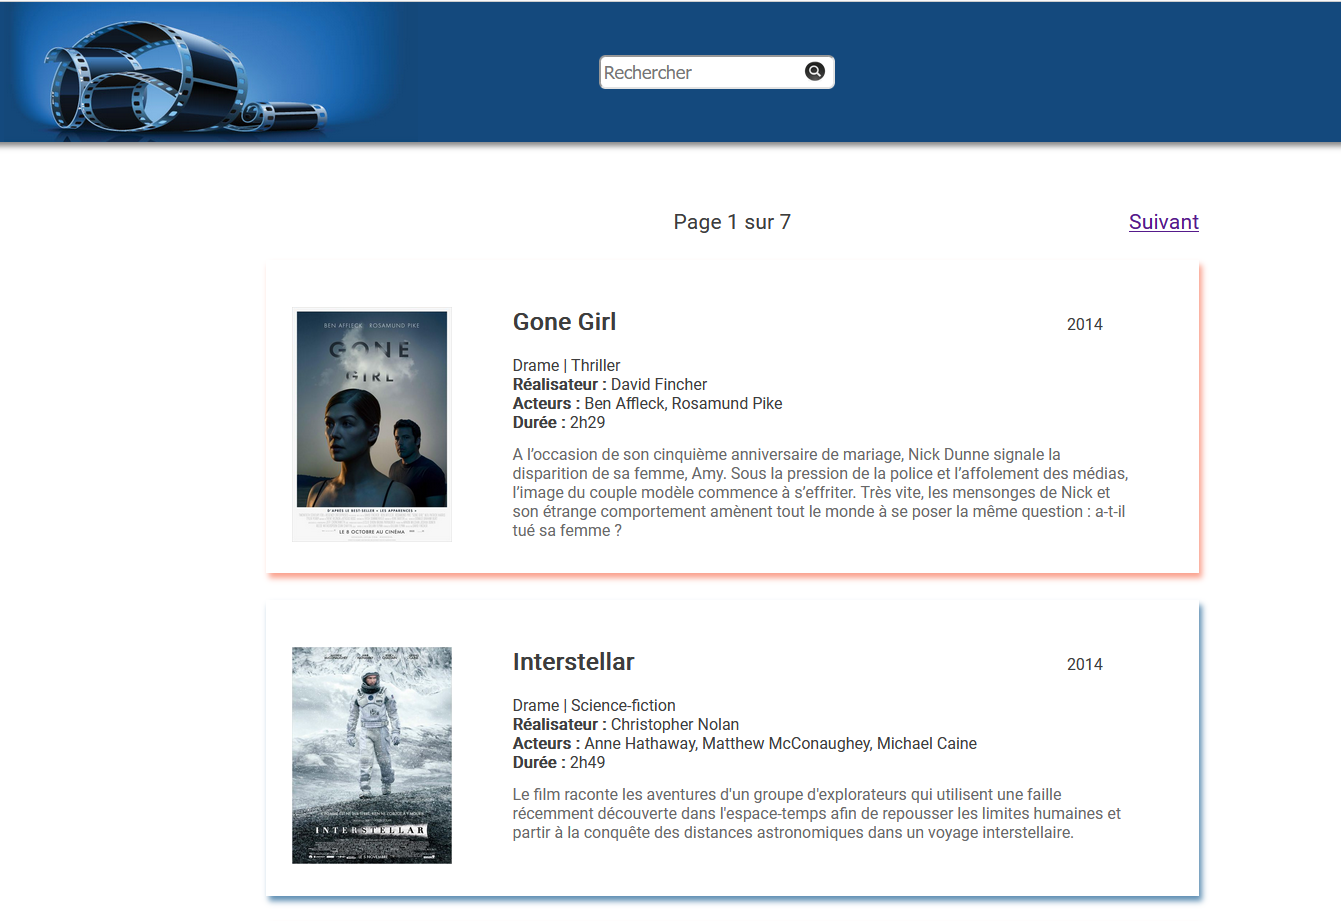 Rechercher
Page 1 sur 7
Suivant
BEN AFFLECK ROSAMUND PIKE
GONE
GIRL
D'APRÈS LE BEST-SELLER « LES APPARENCES »
LE 8 OCTOBRE AU CINÉMA
Gone Girl
2014
Drame | Thriller
Réalisateur : David Fincher
Acteurs : Ben Affleck, Rosamund Pike
Durée : 2h29
A l’occasion de son cinquième anniversaire de mariage, Nick Dunne signale la
disparition de sa femme, Amy. Sous la pression de la police et l’affolement des médias,
l’image du couple modèle commence à s’effriter. Très vite, les mensonges de Nick et
son étrange comportement amènent tout le monde à se poser la même question : a-t-il
tué sa femme ?
INTERSTELLAR
Interstellar
2014
Drame | Science-fiction
Réalisateur : Christopher Nolan
Acteurs : Anne Hathaway, Matthew McConaughey, Michael Caine
Durée : 2h49
Le film raconte les aventures d'un groupe d'explorateurs qui utilisent une faille
récemment découverte dans l'espace-temps afin de repousser les limites humaines et
partir à la conquête des distances astronomiques dans un voyage interstellaire.